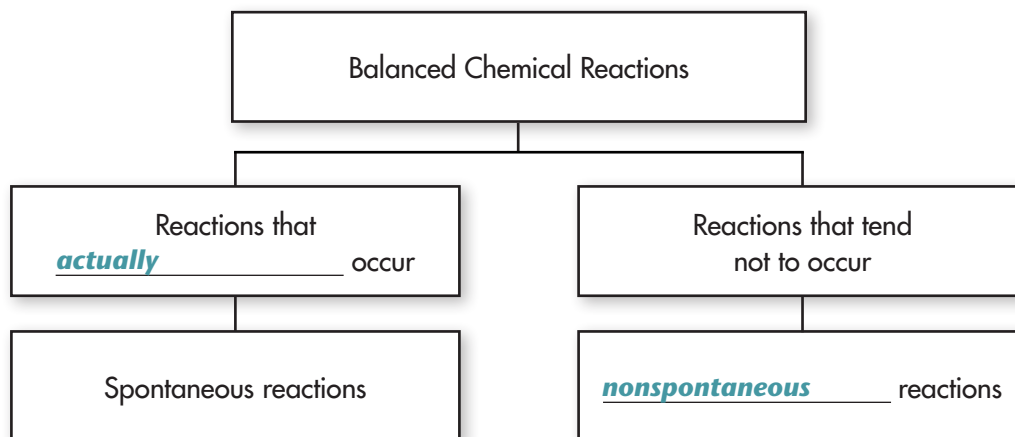 Balanced Chemical Reactions
Reactions that
actually occur
Reactions that tend
not to occur
Spontaneous reactions
nonspontaneous reactions